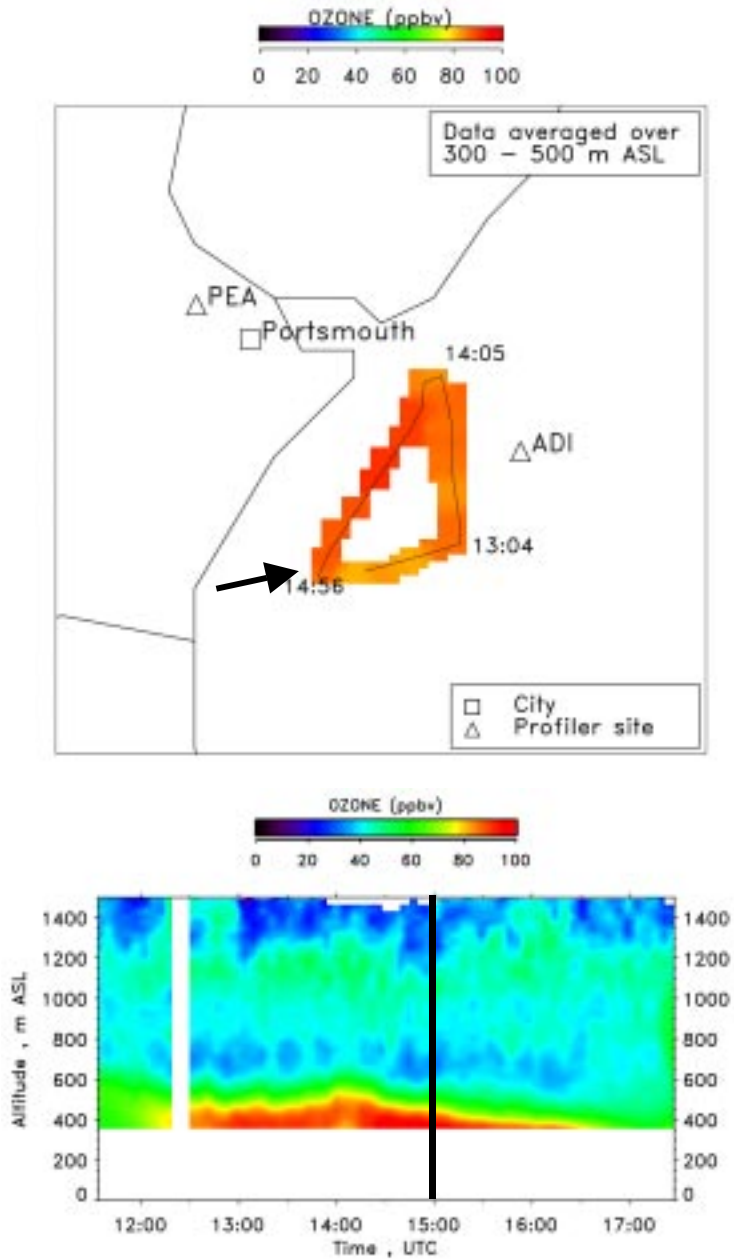 OZONE (ppbv)
0 20 40 60 80 100
Data averaged over
300 – 500 m ASL
PEA
Portsmouth
14:05
ADI
13:04
14:56
City
Profiler site
OZONE (ppbv)
0 20 40 60 80 100
Altitude , m ASL
1400 1400
1200 1200
1000 1000
800 800
600 600
400 400
200 200
0 0
12:00 13:00 14:00 15:00 16:00 17:00
Time , UTC